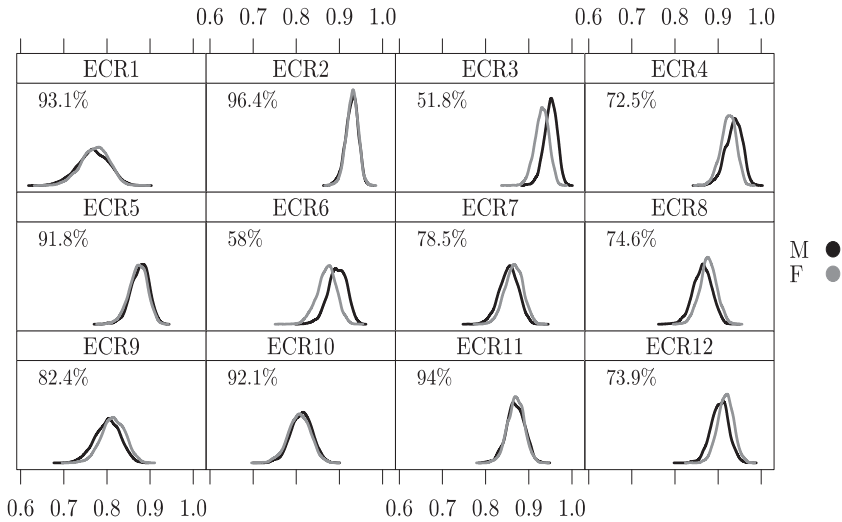 0.6 0.7 0.8 0.9 1.0 0.6 0.7 0.8 0.9 1.0
ECR1 ECR2 ECR3 ECR4
93.1% 96.4% 51.8% 72.5%
ECR5 ECR6 ECR7 ECR8
91.8% 58% 78.5% 74.6%
M
F
ECR9 ECR10 ECR11 ECR12
82.4% 92.1% 94% 73.9%
0.6 0.7 0.8 0.9 1.0 0.6 0.7 0.8 0.9 1.0